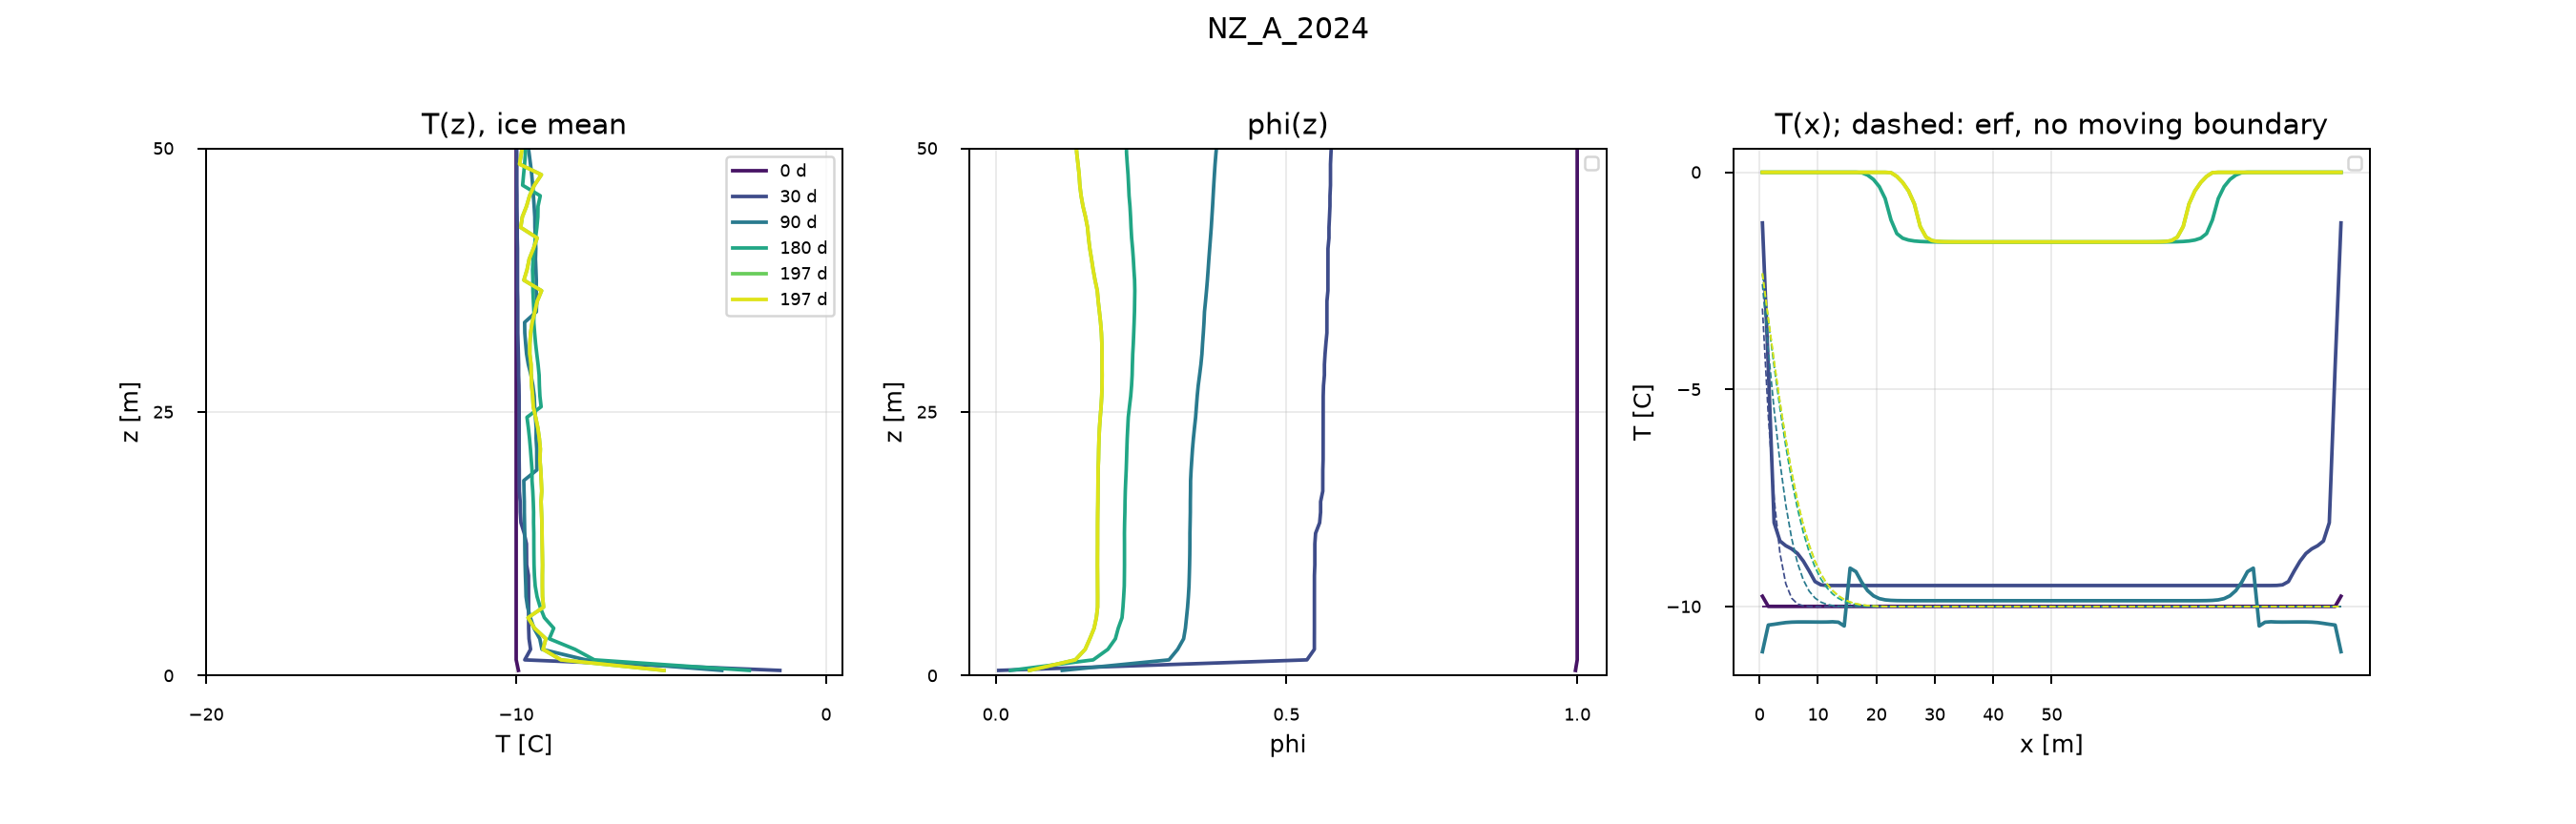 NZ_A_2024
T(z), ice mean
50
25
0
z [m]
−20
−10
0
T [C]
0 d
30 d
90 d
180 d
197 d
197 d
phi(z)
50
25
0
z [m]
0.0
0.5
1.0
phi
T(x); dashed: erf, no moving boundary
0
−5
−10
T [C]
0
10
20
30
40
50
x [m]